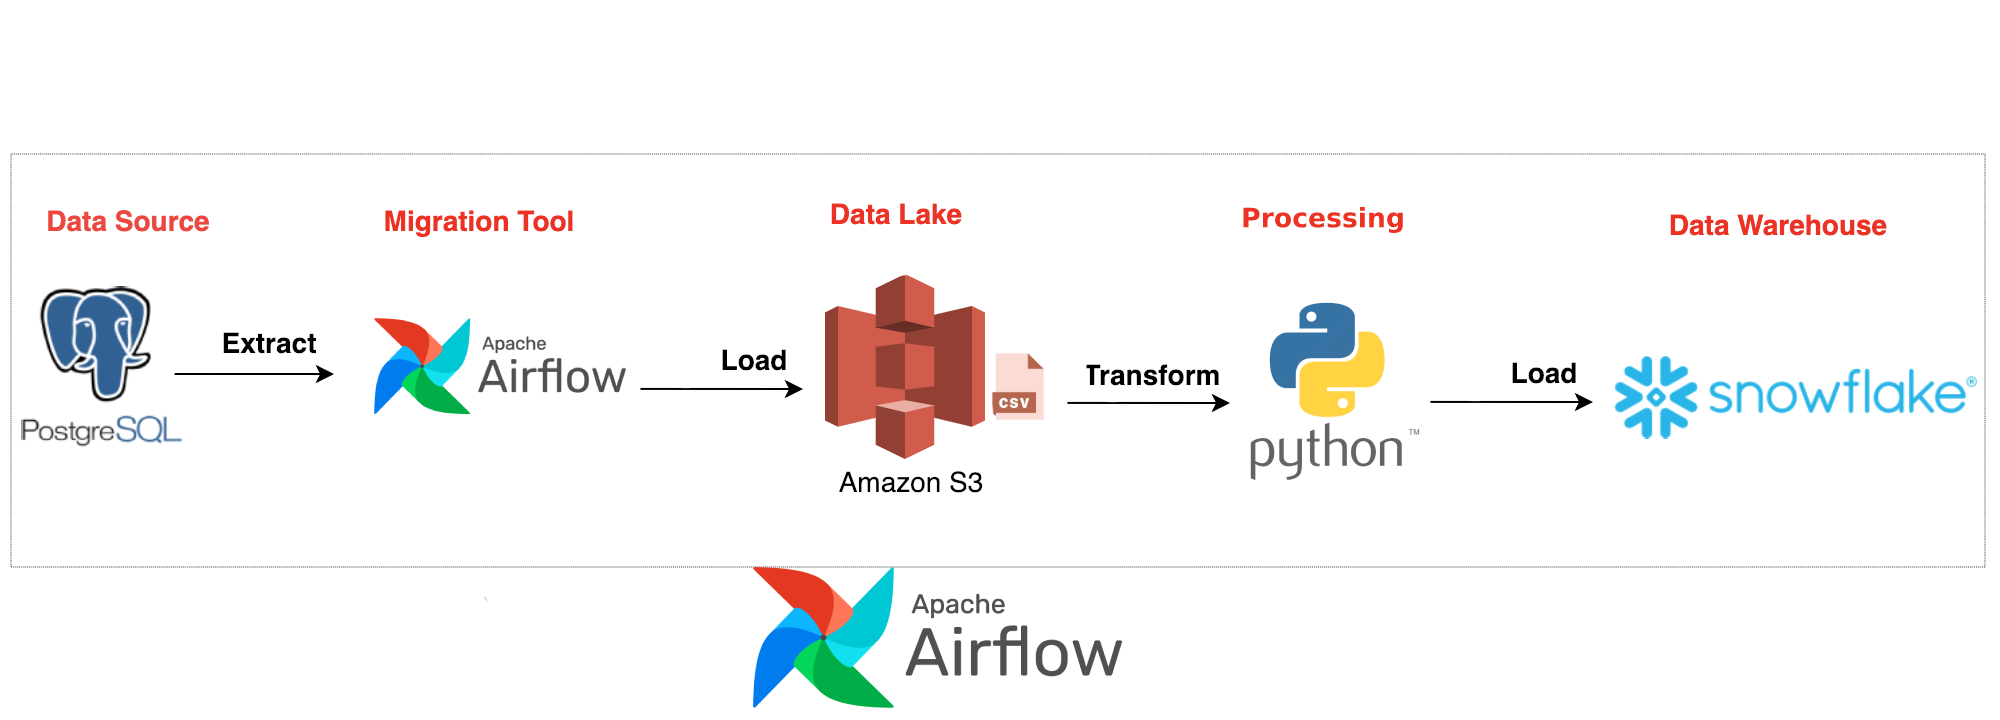 Data Source
Migration Tool
Data Lake
Processing
Data Warehouse
PostgreSQL
Extract
Apache
Airflow
Load
CSV
Amazon S3
Transform
python™
Load
snowflake®
Apache
Airflow